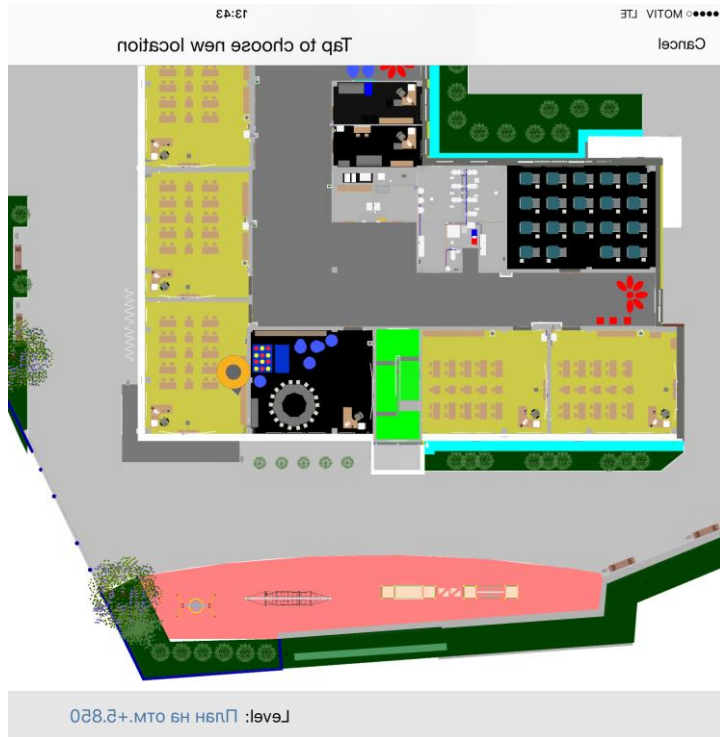 ●●●●○ MOTIV LTE 13:43
Cancel Tap to choose new location
Level: План на отм.+5.850